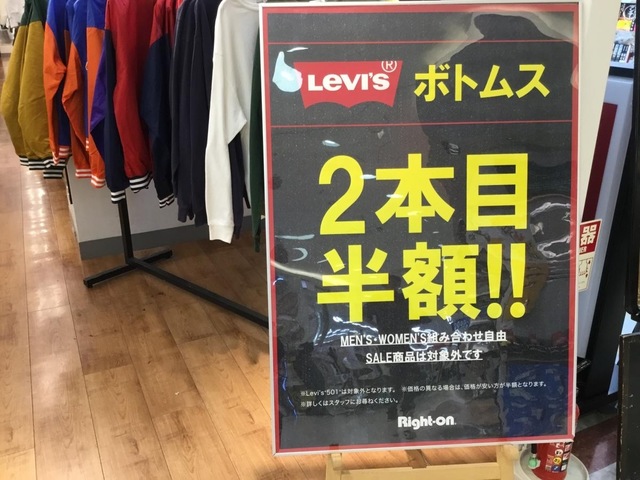 LEVI'S® ボトムス
2本目
半額!!
MEN'S・WOMEN'S組み合わせ自由
SALE商品は対象外です
※Levi's®501®は対象外となります。 ※価格の異なる場合は、価格が安い方が半額となります。
※詳しくはスタッフにお尋ねください。
Right-on
器